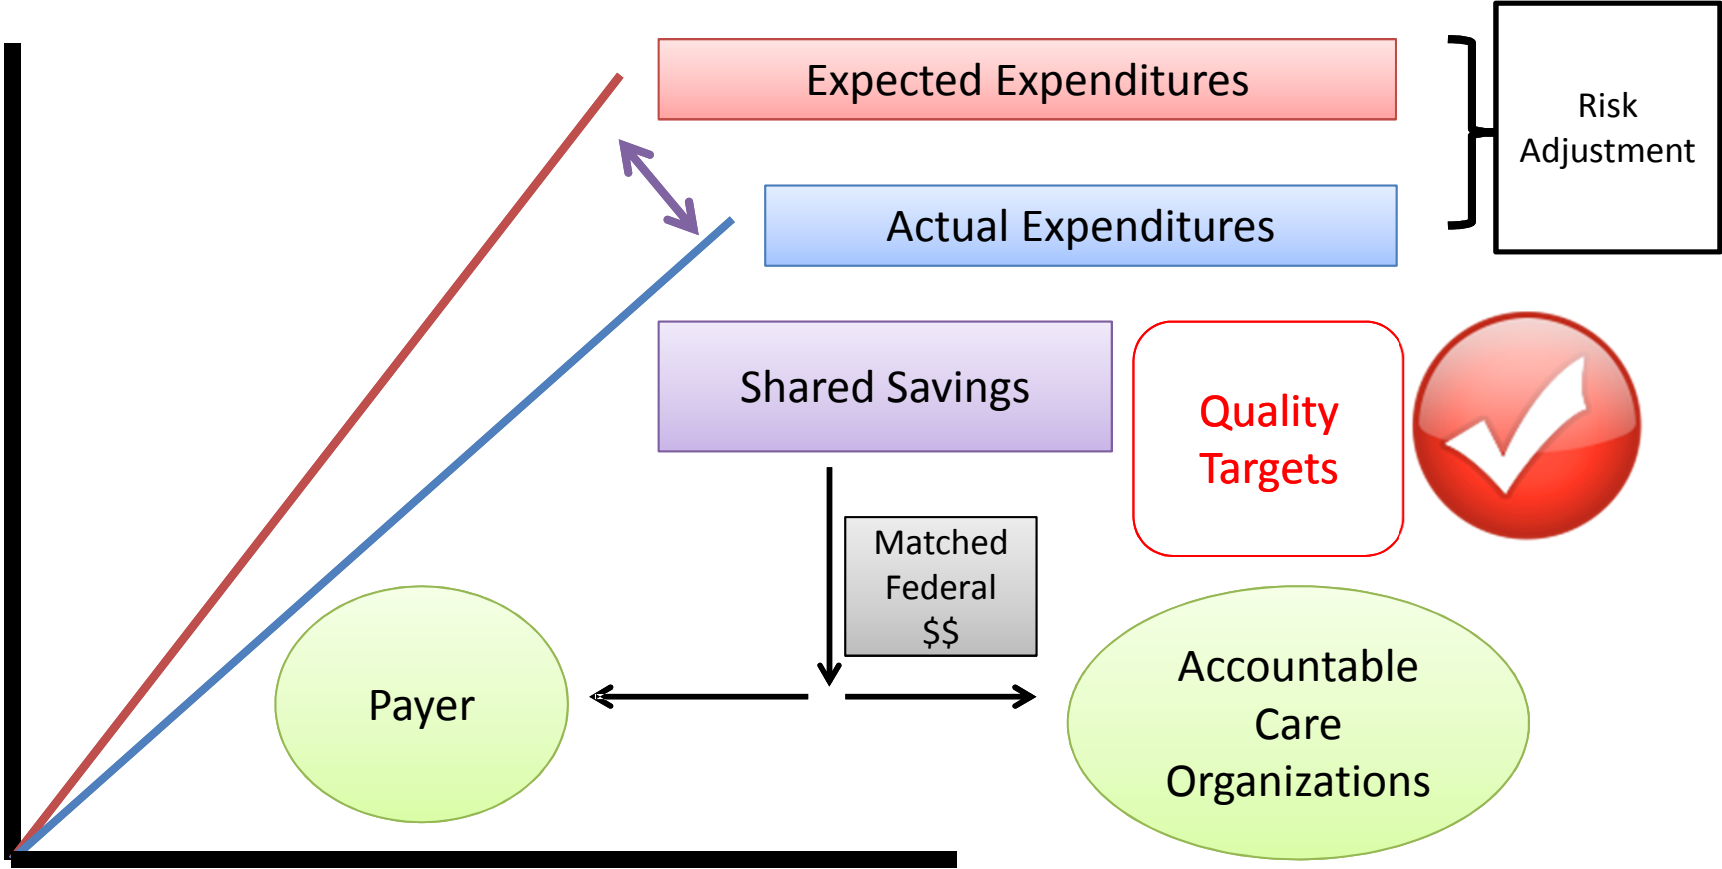 Expected Expenditures
Risk
Adjustment
Actual Expenditures
Shared Savings
Quality
Targets
Matched
Federal
$$
Payer
Accountable
Care
Organizations